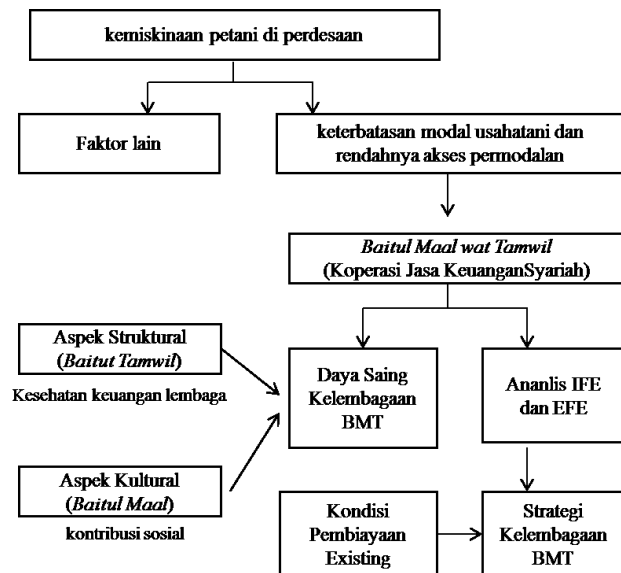 kemiskinaan petani di perdesaan
Faktor lain
keterbatasan modal usahatani dan
rendahnya akses permodalan
Baitul Maal wat Tamwil
(Koperasi Jasa KeuanganSyariah)
Aspek Struktural
(Baitut Tamwil)
Kesehatan keuangan lembaga
Daya Saing
Kelembagaan
BMT
Ananlis IFE
dan EFE
Aspek Kultural
(Baitul Maal)
kontribusi sosial
Kondisi
Pembiayaan
Existing
Strategi
Kelembagaan
BMT